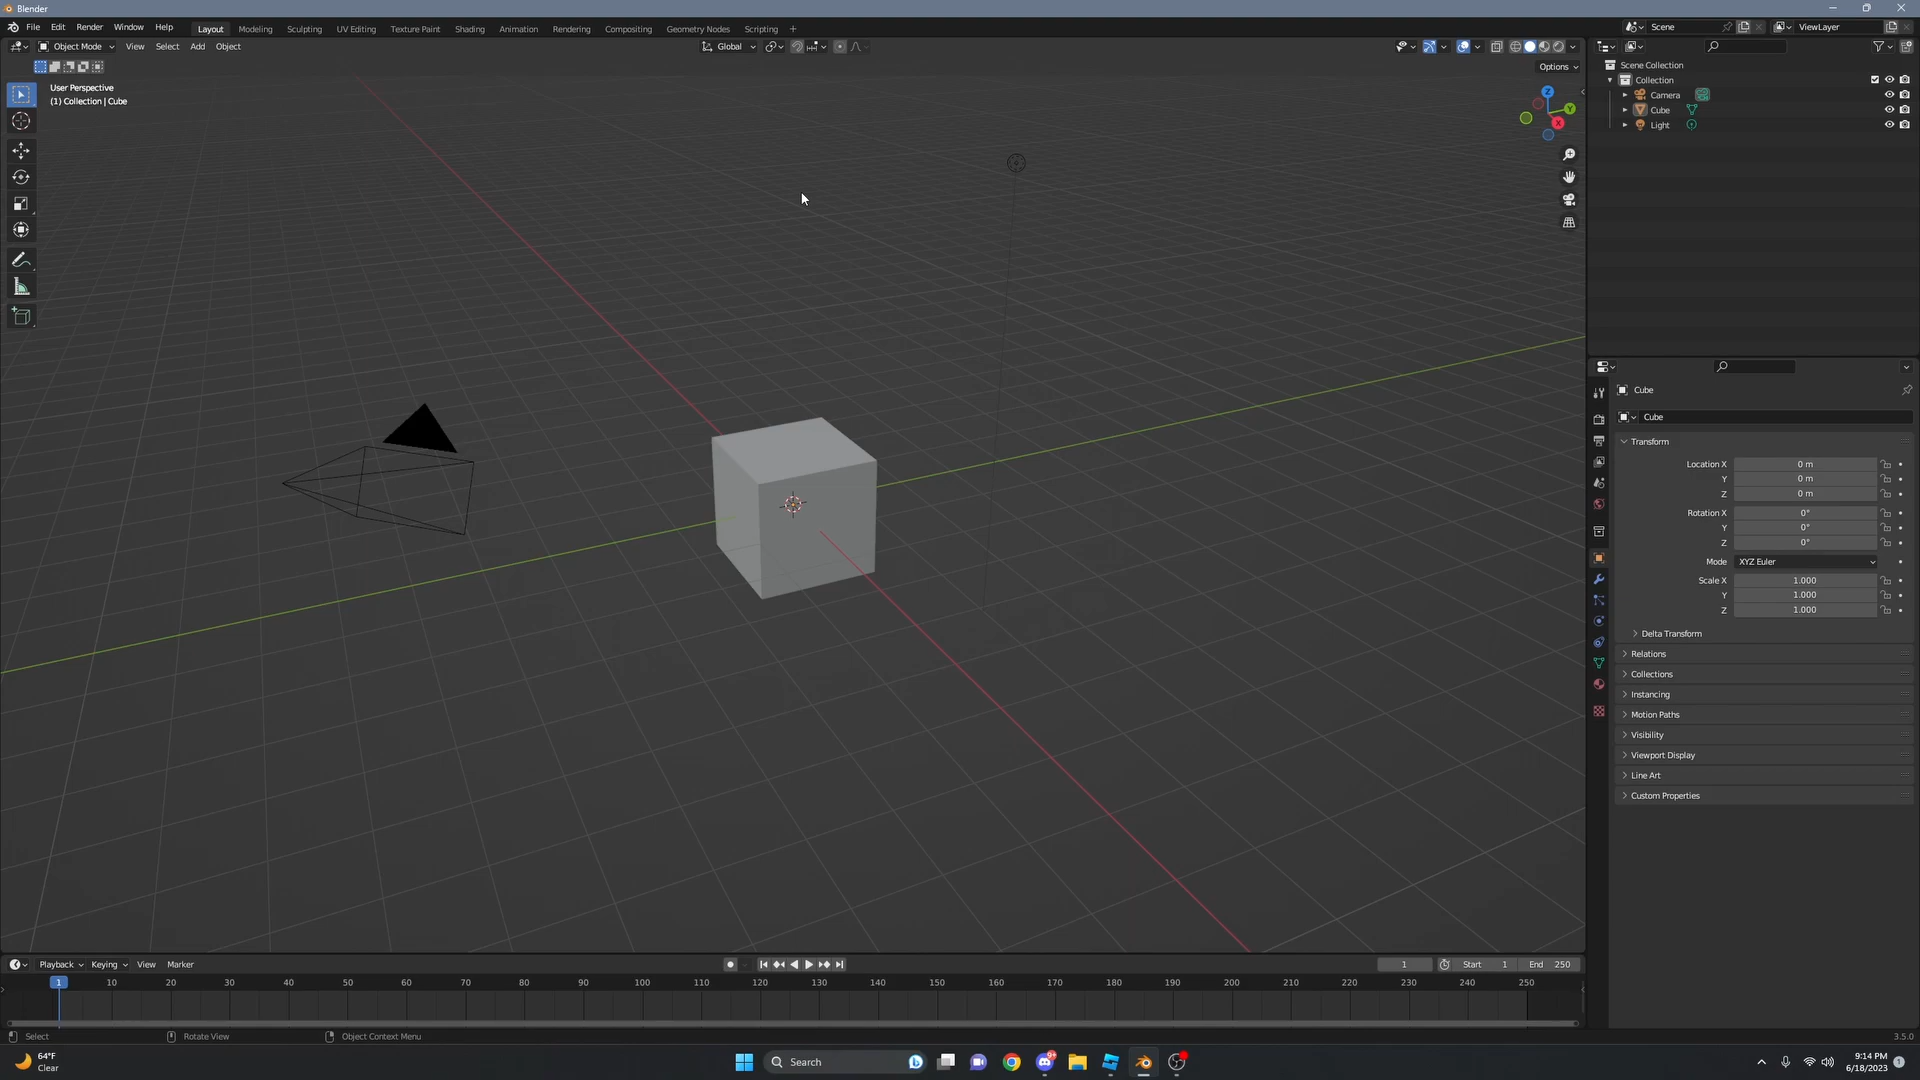 Blender
File Edit Render Window Help Layout Modeling Sculpting UV Editing Texture Paint Shading Animation Rendering Compositing Geometry Nodes Scripting + Scene ViewLayer
Object Mode View Select Add Object Global
Options
User Perspective
(1) Collection | Cube
Z
Y
X
Scene Collection
Collection
Camera
Cube
Light
Cube
Cube
Transform
Location X 0 m
Y 0 m
Z 0 m
Rotation X 0°
Y 0°
Z 0°
Mode XYZ Euler
Scale X 1.000
Y 1.000
Z 1.000
Delta Transform
Relations
Collections
Instancing
Motion Paths
Visibility
Viewport Display
Line Art
Custom Properties
Playback Keying View Marker 1 Start 1 End 250
1 10 20 30 40 50 60 70 80 90 100 110 120 130 140 150 160 170 180 190 200 210 220 230 240 250
Select Rotate View Object Context Menu 3.5.0
64°F
Clear
Search
9:14 PM
6/18/2023
1